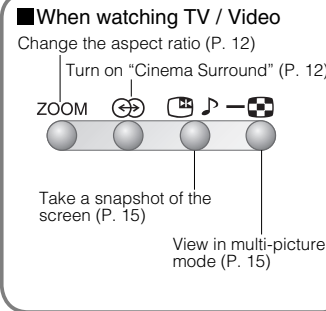 ■When watching TV / Video
Change the aspect ratio (P. 12)
Turn on “Cinema Surround” (P. 12)
ZOOM
Take a snapshot of the
screen (P. 15)
View in multi-picture
mode (P. 15)